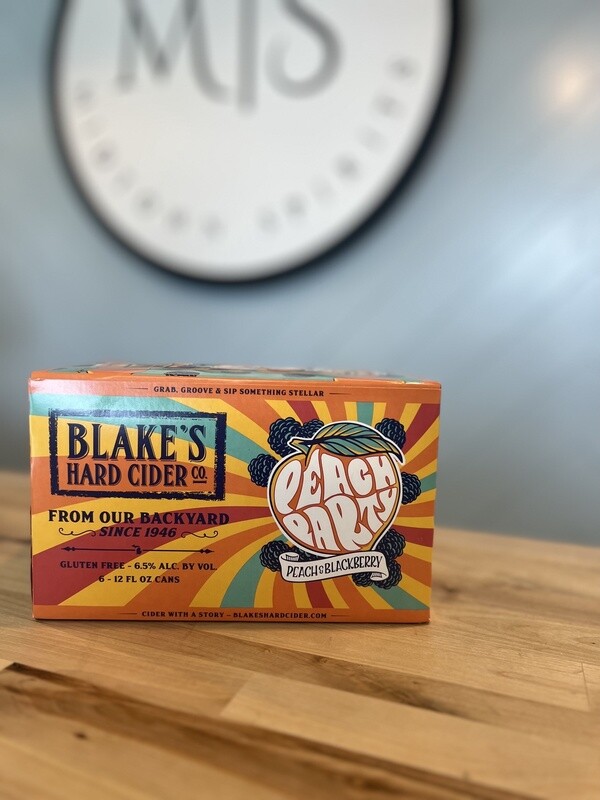 MTS
GRAB, GROOVE & SIP SOMETHING STELLAR
BLAKE'S
HARD CIDER CO.
FROM OUR BACKYARD
SINCE 1946
GLUTEN FREE - 6.5% ALC. BY VOL.
6 - 12 FL OZ CANS
PEACH
PARTY
PEACH & BLACKBERRY
CIDER WITH A STORY - BLAKESHARDCIDER.COM